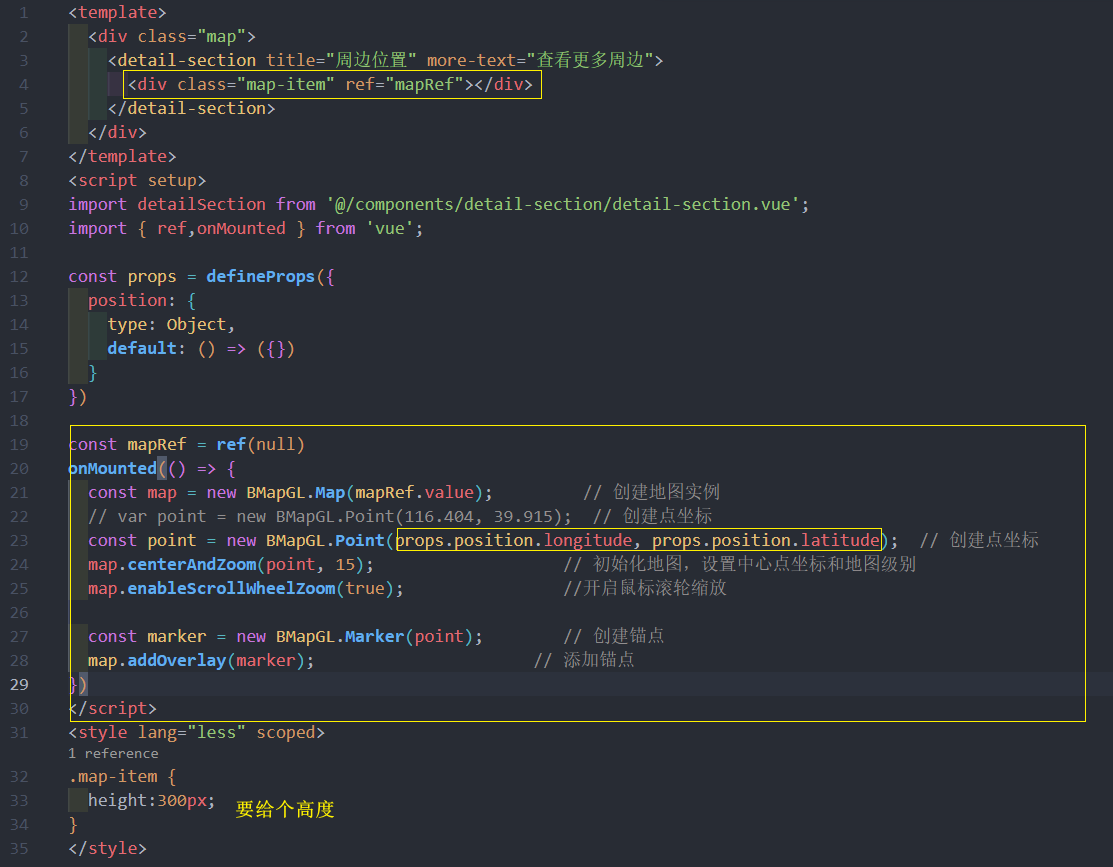 1 <template>
2 <div class="map">
3 <detail-section title="周边位置" more-text="查看更多周边">
4 <div class="map-item" ref="mapRef"></div>
5 </detail-section>
6 </div>
7 </template>
8 <script setup>
9 import detailSection from '@/components/detail-section/detail-section.vue';
10 import { ref,onMounted } from 'vue';
11
12 const props = defineProps({
13 position: {
14 type: Object,
15 default: () => ({})
16 }
17 })
18
19 const mapRef = ref(null)
20 onMounted(() => {
21 const map = new BMapGL.Map(mapRef.value); // 创建地图实例
22 // var point = new BMapGL.Point(116.404, 39.915); // 创建点坐标
23 const point = new BMapGL.Point(props.position.longitude, props.position.latitude); // 创建点坐标
24 map.centerAndZoom(point, 15); // 初始化地图，设置中心点坐标和地图级别
25 map.enableScrollWheelZoom(true); //开启鼠标滚轮缩放
26
27 const marker = new BMapGL.Marker(point); // 创建锚点
28 map.addOverlay(marker); // 添加锚点
29 })
30 </script>
31 <style lang="less" scoped>
1 reference
32 .map-item {
33 height:300px; 要给个高度
34 }
35 </style>